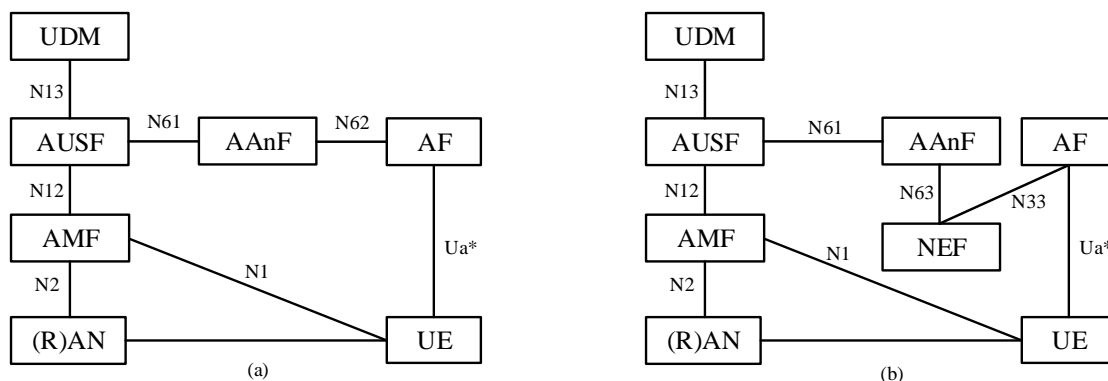 UDM
N13
AUSF
N61
AAnF
N62
AF
N12
AMF
N1
Ua*
N2
(R)AN
UE
(a)
UDM
N13
AUSF
N61
AAnF
AF
N12
N63
N33
AMF
N1
NEF
Ua*
N2
(R)AN
UE
(b)